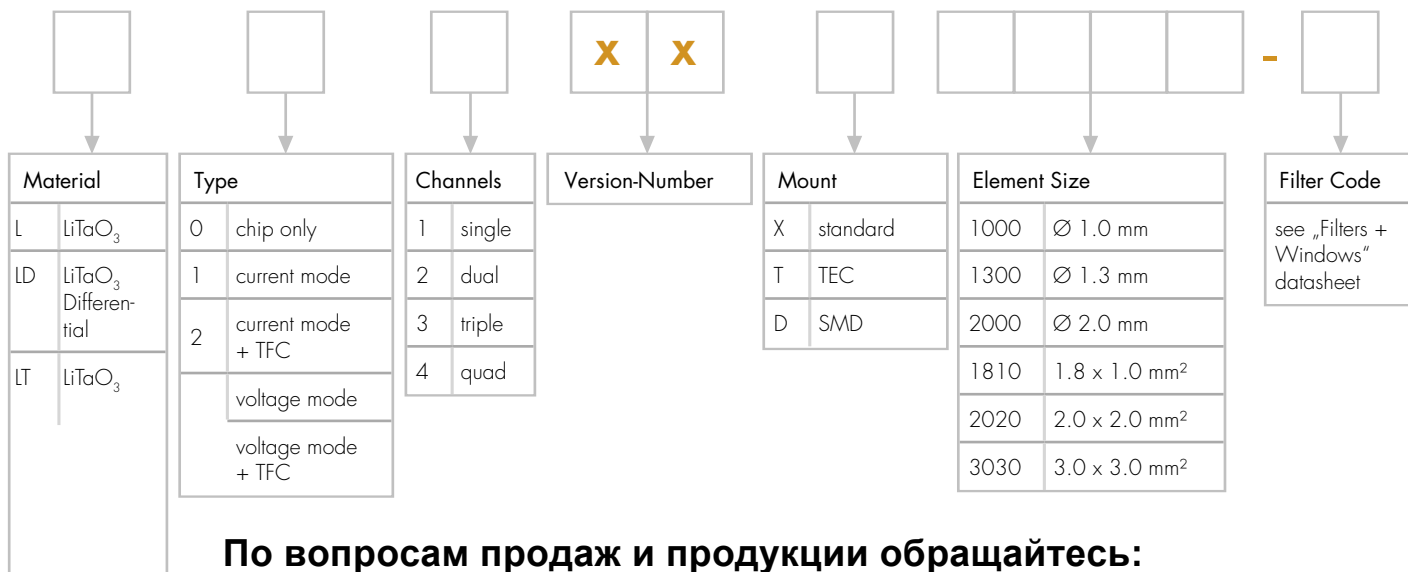 x x -
Material
L LiTaO₃
LD LiTaO₃
Differen-
tial
LT LiTaO₃
Type
0 chip only
1 current mode
2 current mode
+ TFC
voltage mode
voltage mode
+ TFC
Channels
1 single
2 dual
3 triple
4 quad
Version-Number
Mount
X standard
T TEC
D SMD
Element Size
1000 Ø 1.0 mm
1300 Ø 1.3 mm
2000 Ø 2.0 mm
1810 1.8 x 1.0 mm²
2020 2.0 x 2.0 mm²
3030 3.0 x 3.0 mm²
Filter Code
see „Filters +
Windows“
datasheet
По вопросам продаж и продукции обращайтесь: